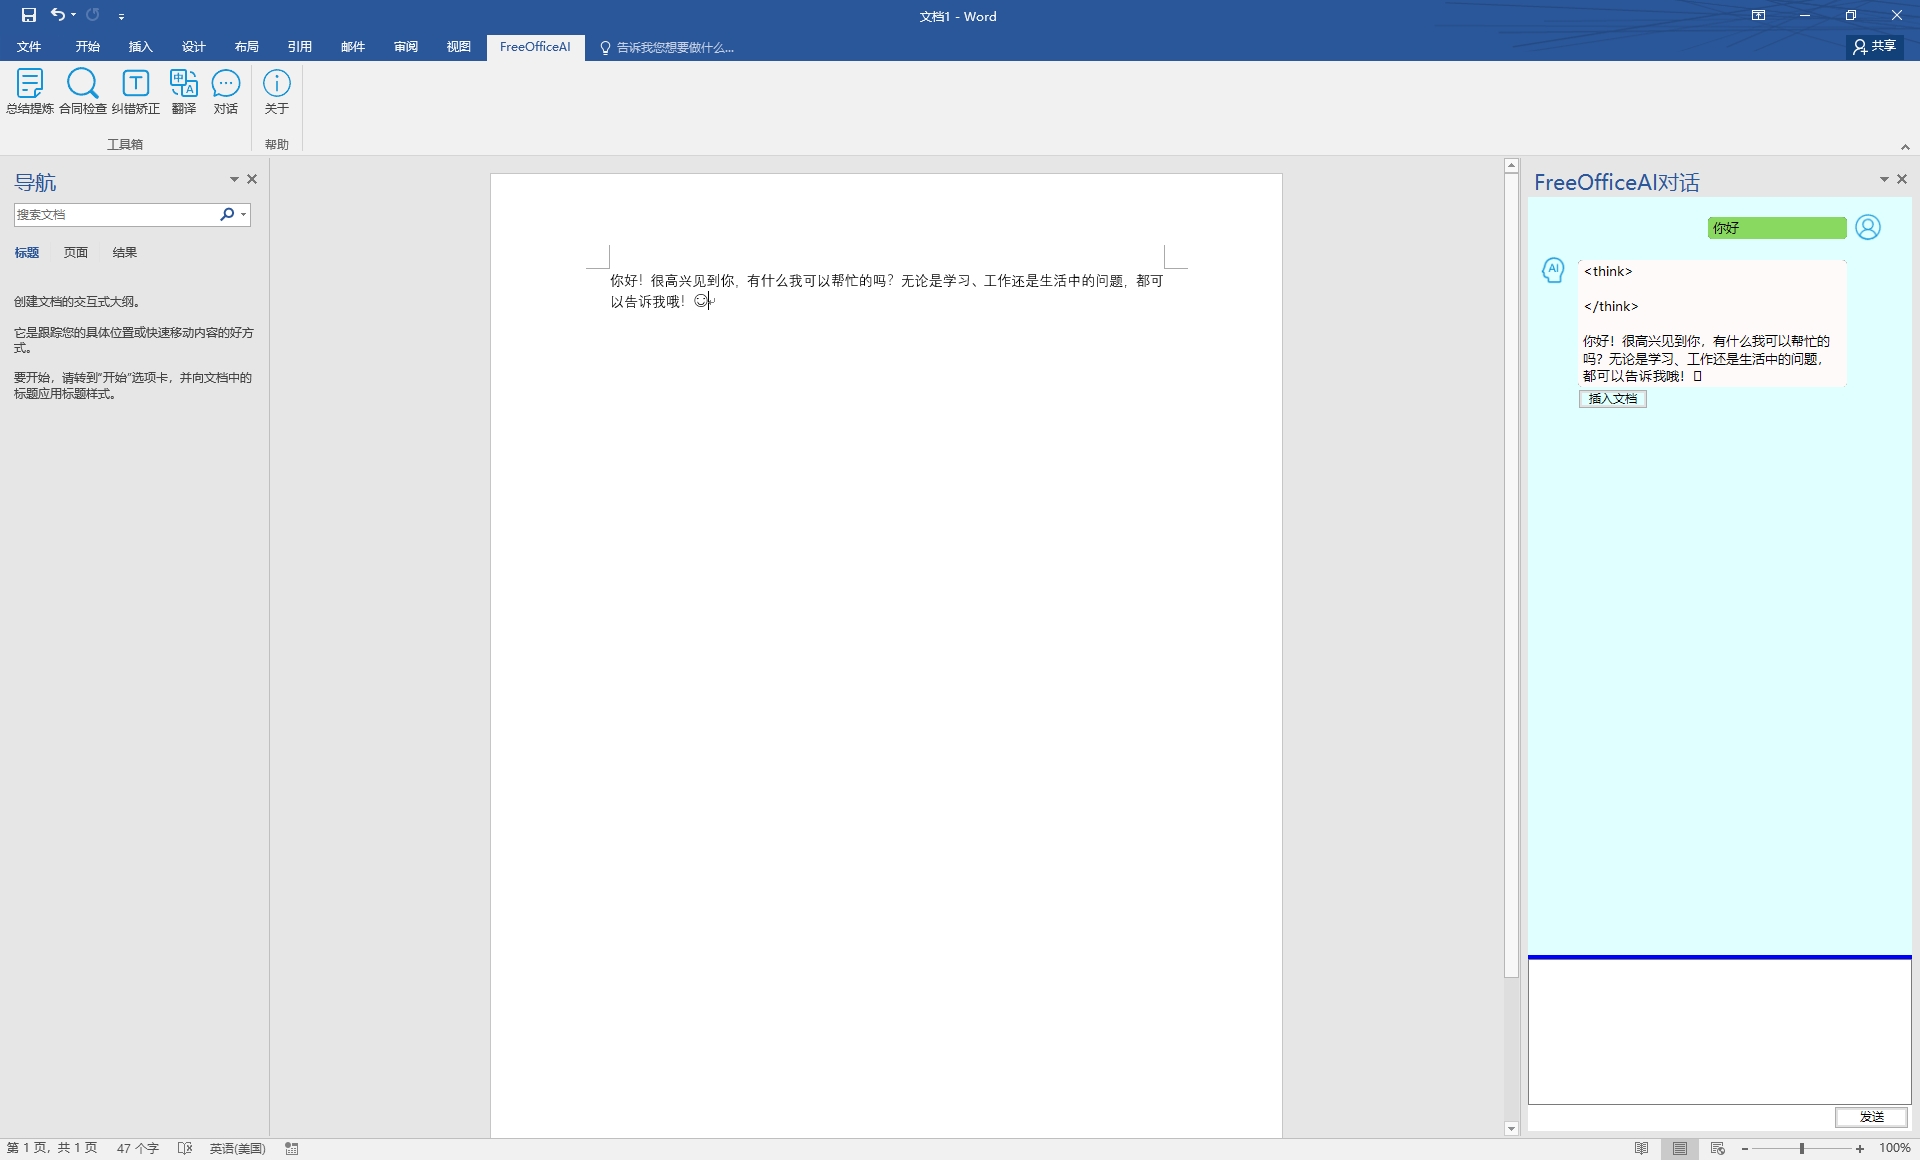 文档1 - Word
文件 开始 插入 设计 布局 引用 邮件 审阅 视图 FreeOfficeAI 告诉我您想要做什么... 共享
总结提炼 合同检查 纠错矫正 翻译 对话 关于
工具箱 帮助
导航
搜索文档
标题 页面 结果
创建文档的交互式大纲。
它是跟踪您的具体位置或快速移动内容的好方
式。
要开始，请转到“开始”选项卡，并向文档中的
标题应用标题样式。
你好！很高兴见到你，有什么我可以帮忙的吗？无论是学习、工作还是生活中的问题，都可
以告诉我哦！😊
FreeOfficeAI对话
你好
AI
<think>
</think>
你好！很高兴见到你，有什么我可以帮忙的
吗？无论是学习、工作还是生活中的问题，
都可以告诉我哦！
插入文档
发送
第 1 页，共 1 页 47 个字 英语(美国) 100%